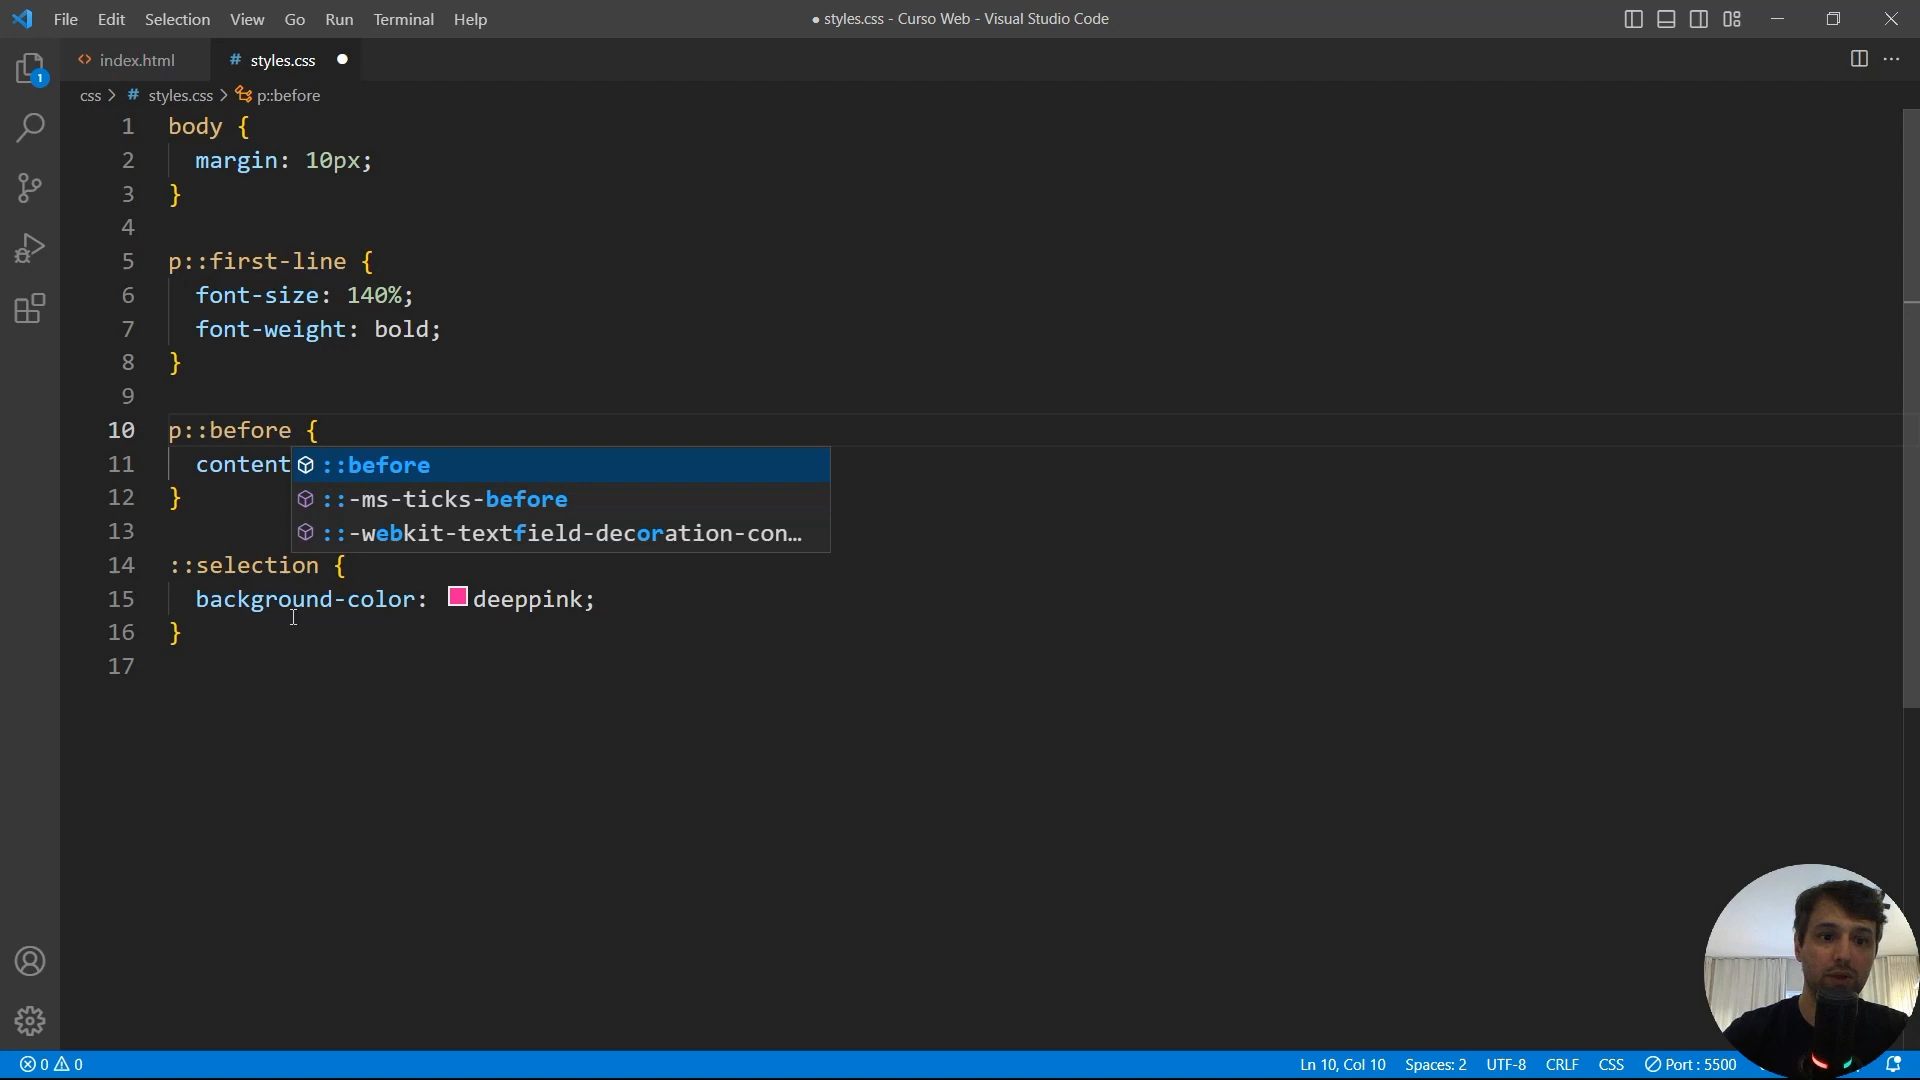 File Edit Selection View Go Run Terminal Help
● styles.css - Curso Web - Visual Studio Code
1
<> index.html
# styles.css ●
css > # styles.css > p::before
1 body {
2 margin: 10px;
3 }
4
5 p::first-line {
6 font-size: 140%;
7 font-weight: bold;
8 }
9
10 p::before {
11 content
::before
12 }
::-ms-ticks-before
13
::-webkit-textfield-decoration-con...
14 ::selection {
15 background-color: deeppink;
16 }
17
0 0
Ln 10, Col 10 Spaces: 2 UTF-8 CRLF CSS Port : 5500